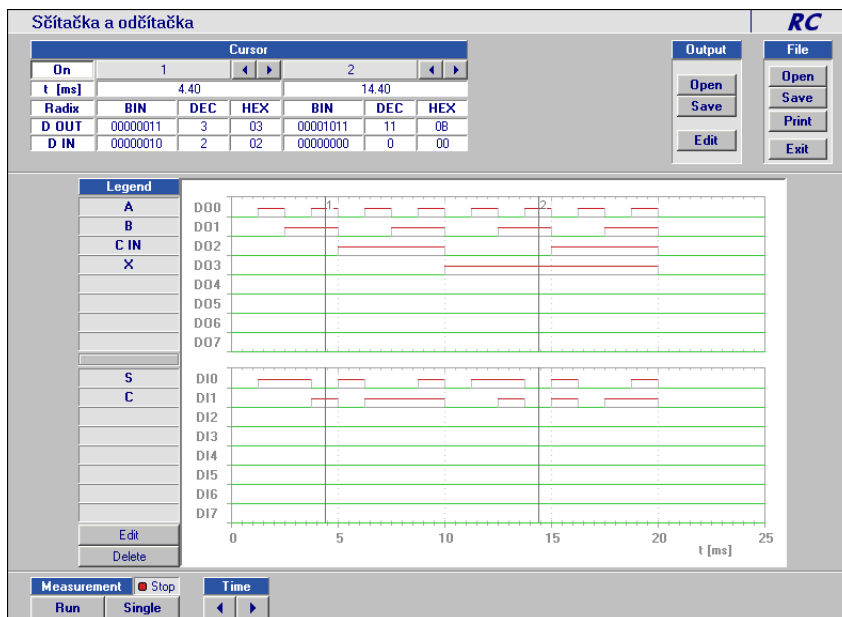 Sčítačka a odčítačka RC
Cursor Output File
On 1 2
t [ms] 4.40 14.40
Radix BIN DEC HEX BIN DEC HEX
D OUT 00000011 3 03 00001011 11 0B
D IN 00000010 2 02 00000000 0 00
Open
Save
Edit
Open
Save
Print
Exit
Legend
A DO0 1 2
B DO1
C IN DO2
X DO3
DO4
DO5
DO6
DO7
S DI0
C DI1
DI2
DI3
DI4
DI5
DI6
DI7
Edit
Delete
0 5 10 15 20 25
t [ms]
Measurement Stop Time
Run Single